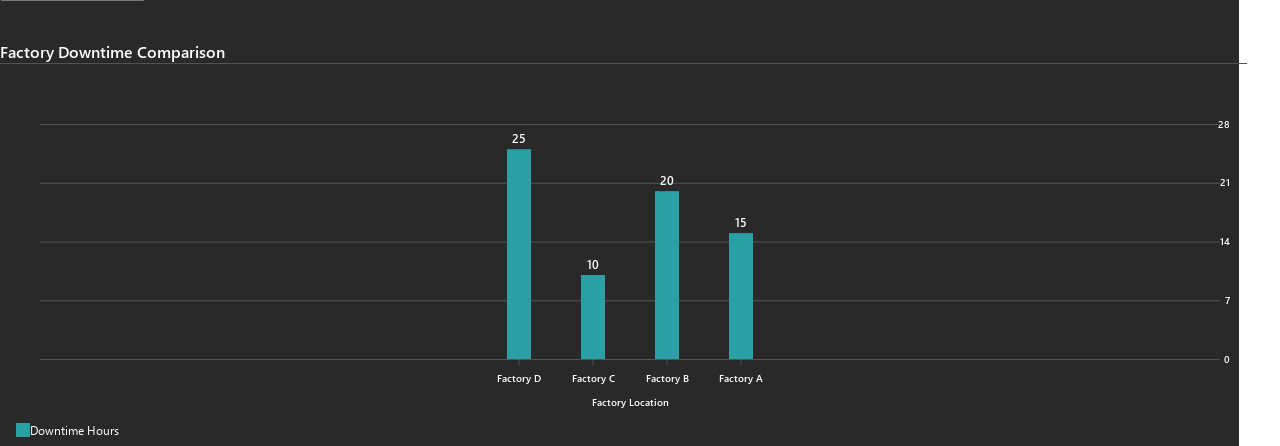 Factory Downtime Comparison
28
21
14
7
0
25
10
20
15
Factory D
Factory C
Factory B
Factory A
Factory Location
Downtime Hours